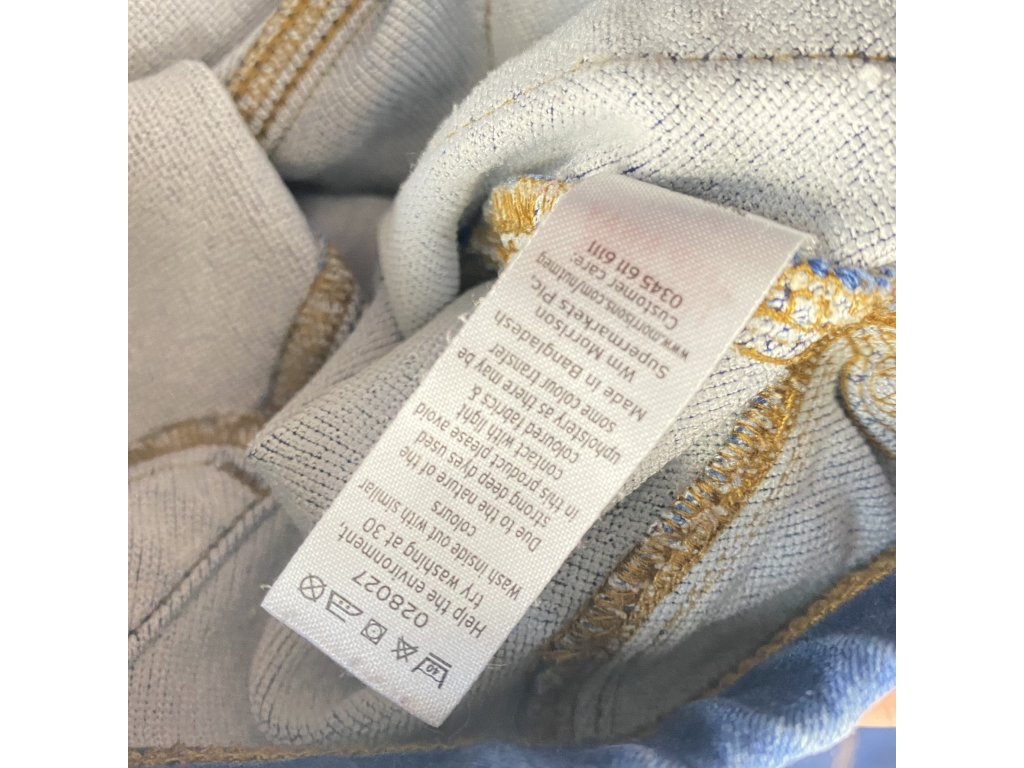 40
028027
Help the environment,
try washing at 30
Wash inside out with similar
colours
Due to the nature of the
strong deep dyes used
in this product please avoid
contact with light
coloured fabrics &
upholstery as there may be
some colour transfer
Made in Bangladesh
Wm Morrison
Supermarkets Plc,
www.morrisons.com/nutmeg
Customer care:
0345 611 6111